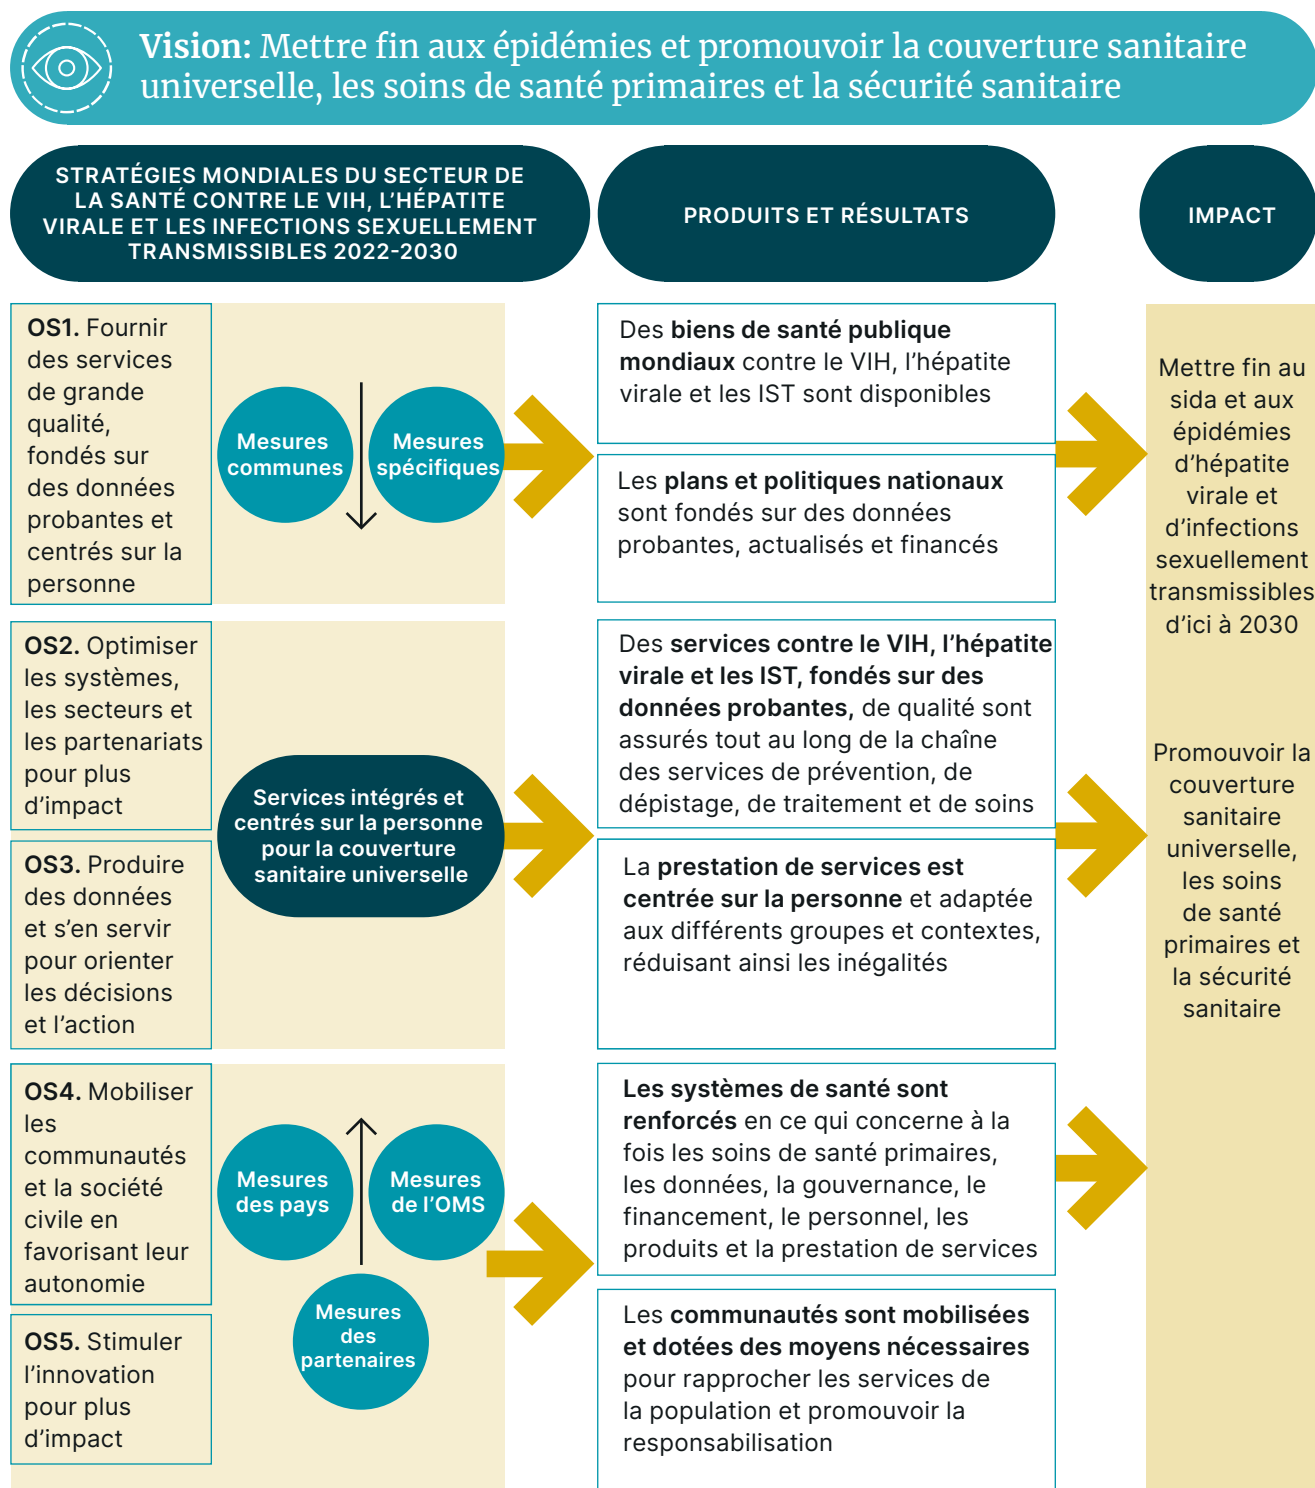 Vision: Mettre fin aux épidémies et promouvoir la couverture sanitaire
universelle, les soins de santé primaires et la sécurité sanitaire
STRATÉGIES MONDIALES DU SECTEUR DE
LA SANTÉ CONTRE LE VIH, L’HÉPATITE
VIRALE ET LES INFECTIONS SEXUELLEMENT
TRANSMISSIBLES 2022-2030
PRODUITS ET RÉSULTATS
IMPACT
OS1. Fournir
des services
de grande
qualité,
fondés sur
des données
probantes et
centrés sur la
personne
Mesures
communes
Mesures
spécifiques
Des biens de santé publique
mondiaux contre le VIH, l’hépatite
virale et les IST sont disponibles
Les plans et politiques nationaux
sont fondés sur des données
probantes, actualisés et financés
OS2. Optimiser
les systèmes,
les secteurs et
les partenariats
pour plus
d’impact
OS3. Produire
des données
et s’en servir
pour orienter
les décisions
et l’action
Services intégrés et
centrés sur la personne
pour la couverture
sanitaire universelle
Des services contre le VIH, l’hépatite
virale et les IST, fondés sur des
données probantes, de qualité sont
assurés tout au long de la chaîne
des services de prévention, de
dépistage, de traitement et de soins
La prestation de services est
centrée sur la personne et adaptée
aux différents groupes et contextes,
réduisant ainsi les inégalités
OS4. Mobiliser
les
communautés
et la société
civile en
favorisant leur
autonomie
OS5. Stimuler
l’innovation
pour plus
d’impact
Mesures
des pays
Mesures
de l’OMS
Mesures
des
partenaires
Les systèmes de santé sont
renforcés en ce qui concerne à la
fois les soins de santé primaires,
les données, la gouvernance, le
financement, le personnel, les
produits et la prestation de services
Les communautés sont mobilisées
et dotées des moyens nécessaires
pour rapprocher les services de
la population et promouvoir la
responsabilisation
Mettre fin au
sida et aux
épidémies
d’hépatite
virale et
d’infections
sexuellement
transmissibles
d’ici à 2030
Promouvoir la
couverture
sanitaire
universelle,
les soins
de santé
primaires et
la sécurité
sanitaire